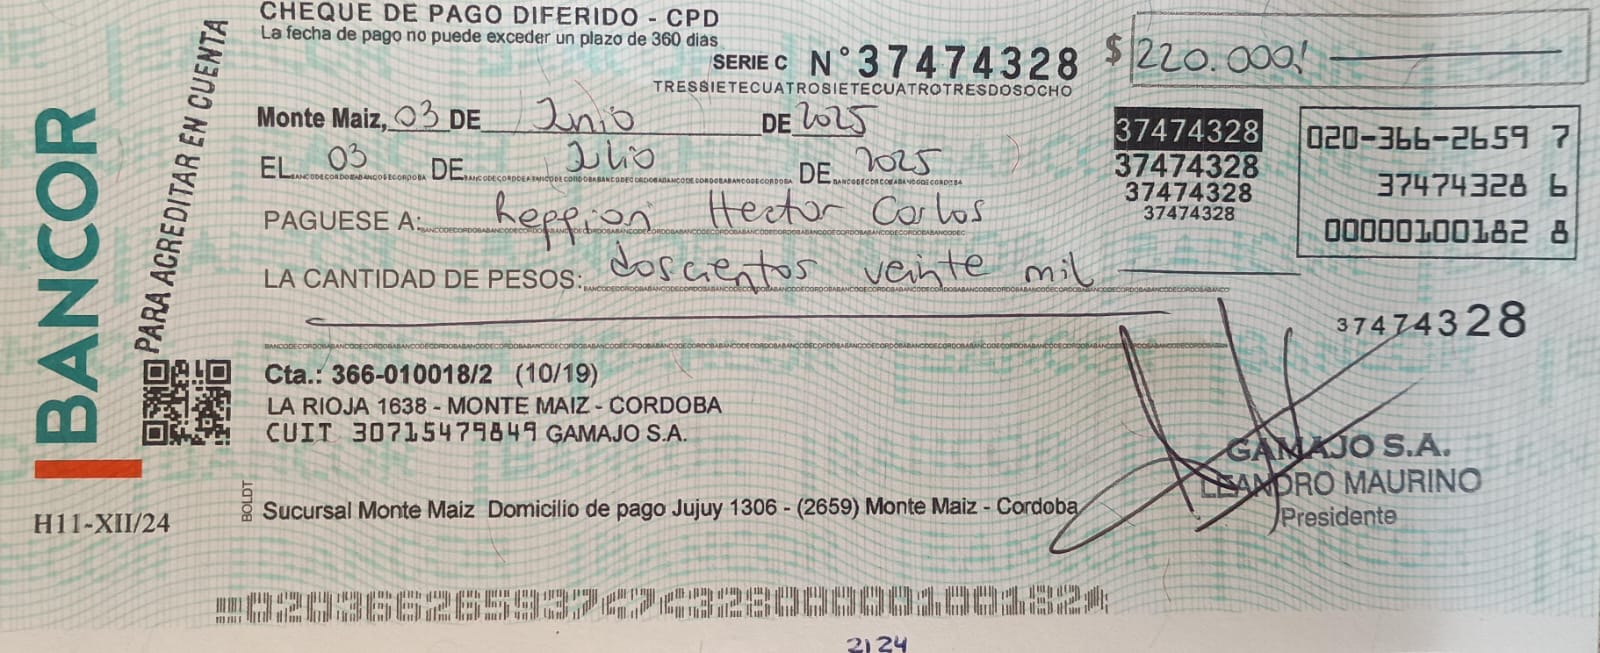 CHEQUE DE PAGO DIFERIDO - CPD
La fecha de pago no puede exceder un plazo de 360 dias
SERIE C N° 37474328
TRESSIETECUATROSIETECUATROTRESDOSOCHO
$ 220.000!
Monte Maiz, 03 DE Junio DE 2025
EL 03 DE Julio DE 2025
BANCODECORDOBABANCODECORDOBA
PAGUESE A: Reppiori Hector Carlos
LA CANTIDAD DE PESOS: doscientos veinte mil
37474328
37474328
37474328
37474328
020-366-2659 7
37474328 6
00000100182 8
37474328
BANCOR
PARA ACREDITAR EN CUENTA
Cta.: 366-010018/2 (10/19)
LA RIOJA 1638 - MONTE MAIZ - CORDOBA
CUIT 30715479849 GAMAJO S.A.
GAMAJO S.A.
LEANDRO MAURINO
Presidente
BOLDT
Sucursal Monte Maiz Domicilio de pago Jujuy 1306 - (2659) Monte Maiz - Cordoba
H11-XII/24
02036626593747432800000100182
2124